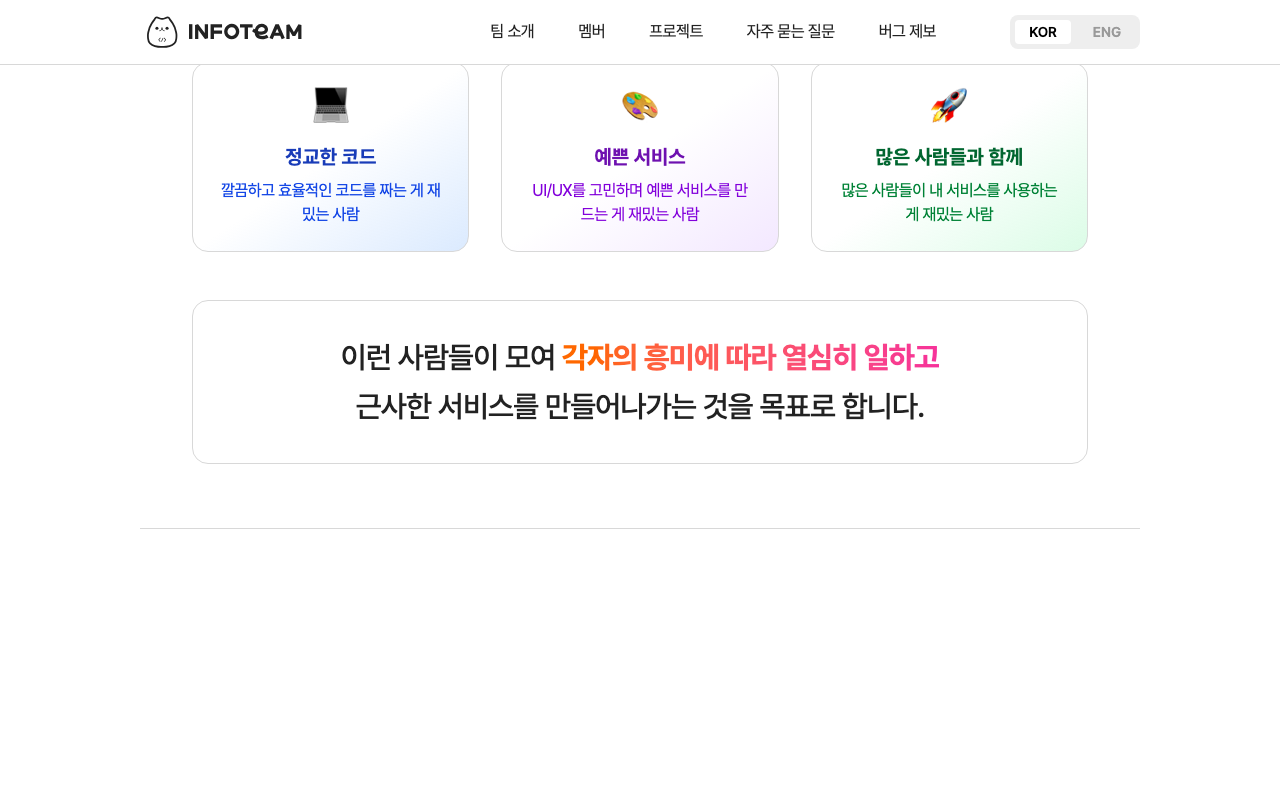 INFOTEAM
팀 소개
멤버
프로젝트
자주 묻는 질문
버그 제보
KOR
ENG
정교한 코드
깔끔하고 효율적인 코드를 짜는 게 재
밌는 사람
예쁜 서비스
UI/UX를 고민하며 예쁜 서비스를 만
드는 게 재밌는 사람
많은 사람들과 함께
많은 사람들이 내 서비스를 사용하는
게 재밌는 사람
이런 사람들이 모여 각자의 흥미에 따라 열심히 일하고
근사한 서비스를 만들어나가는 것을 목표로 합니다.